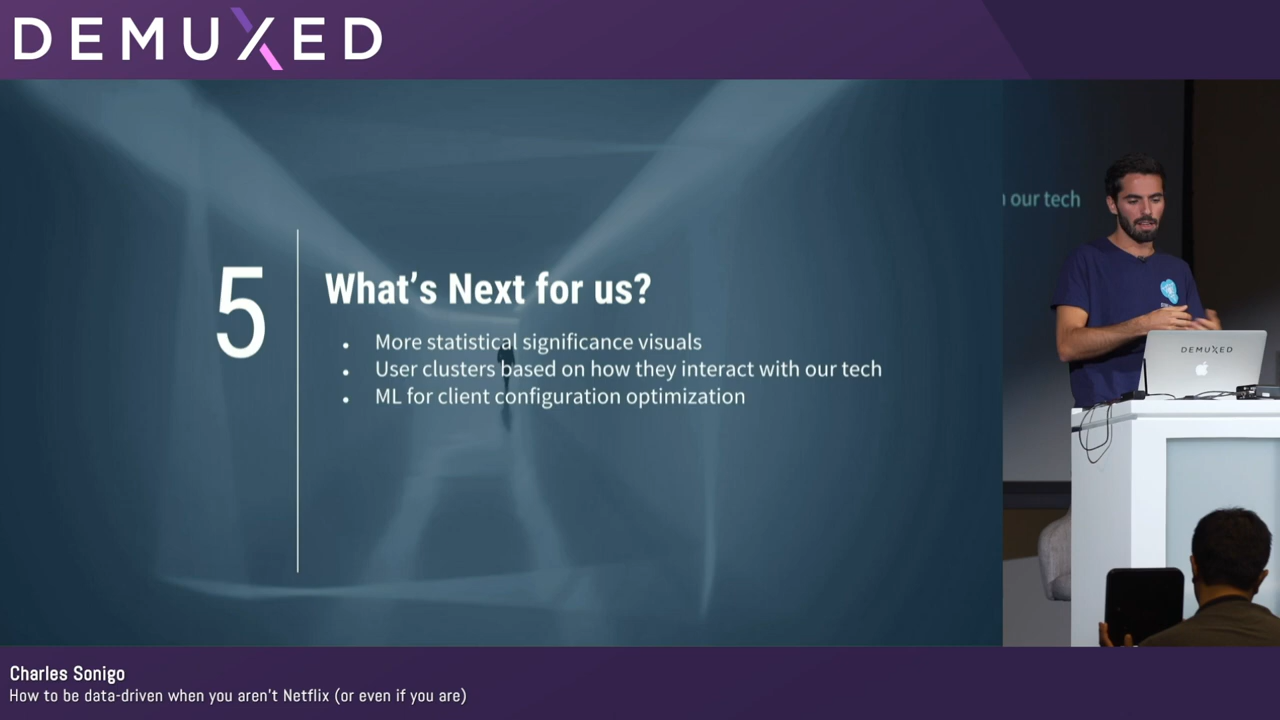 DEMUXED
5
What's Next for us?
• More statistical significance visuals
• User clusters based on how they interact with our tech
• ML for client configuration optimization
our tech
DEMUXED
Charles Sonigo
How to be data-driven when you aren't Netflix (or even if you are)